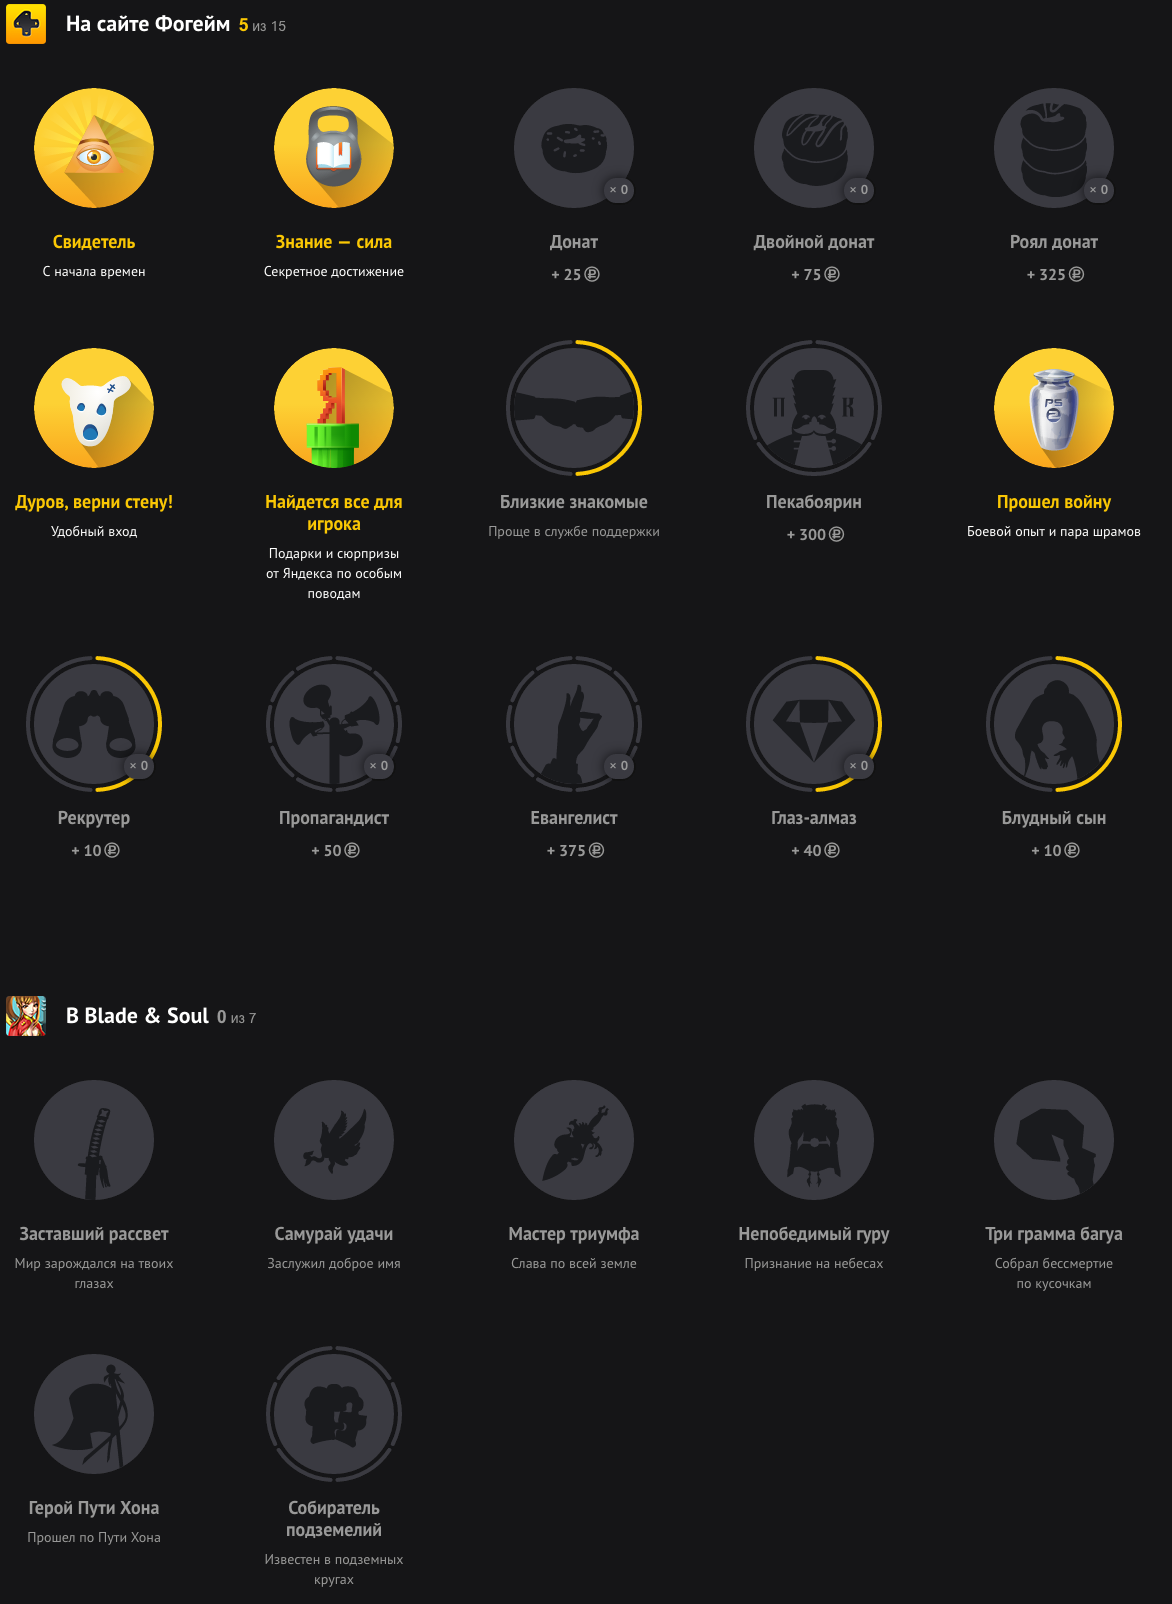 На сайте Фогейм 5 из 15
Свидетель
С начала времен
Знание — сила
Секретное достижение
× 0
Донат
+ 25
× 0
Двойной донат
+ 75
× 0
Роял донат
+ 325
Дуров, верни стену!
Удобный вход
Найдется все для
игрока
Подарки и сюрпризы
от Яндекса по особым
поводам
Близкие знакомые
Проще в службе поддержки
П К
Пекабоярин
+ 300
PS
2
Прошел войну
Боевой опыт и пара шрамов
× 0
Рекрутер
+ 10
× 0
Пропагандист
+ 50
× 0
Евангелист
+ 375
× 0
Глаз-алмаз
+ 40
Блудный сын
+ 10
В Blade & Soul 0 из 7
Заставший рассвет
Мир зарождался на твоих
глазах
Самурай удачи
Заслужил доброе имя
Мастер триумфа
Слава по всей земле
Непобедимый гуру
Признание на небесах
Три грамма багуа
Собрал бессмертие
по кусочкам
Герой Пути Хона
Прошел по Пути Хона
Собиратель
подземелий
Известен в подземных
кругах